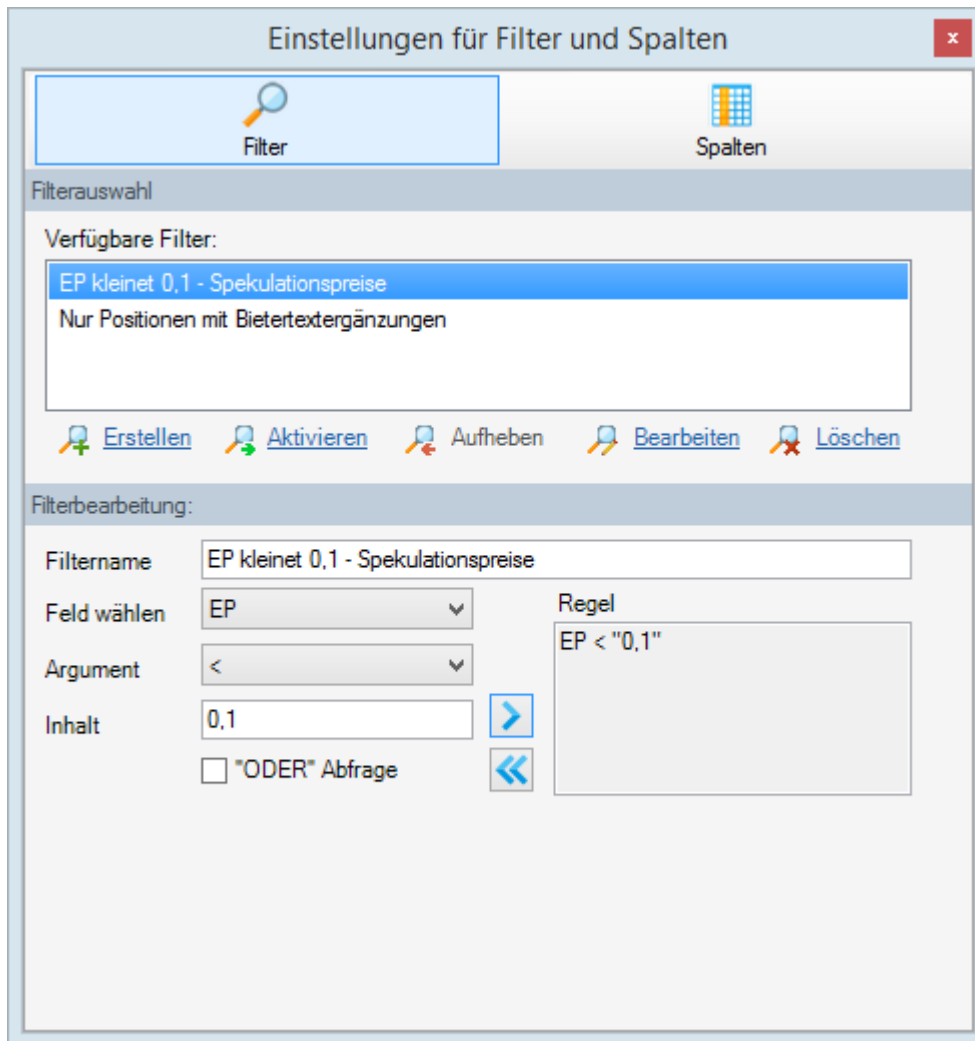 Einstellungen für Filter und Spalten
x
Filter
Spalten
Filterauswahl
Verfügbare Filter:
EP kleinet 0,1 - Spekulationspreise
Nur Positionen mit Bietertextergänzungen
Erstellen Aktivieren Aufheben Bearbeiten Löschen
Filterbearbeitung:
Filtername EP kleinet 0,1 - Spekulationspreise
Feld wählen EP
Regel
EP < "0,1"
Argument <
Inhalt 0,1
"ODER" Abfrage